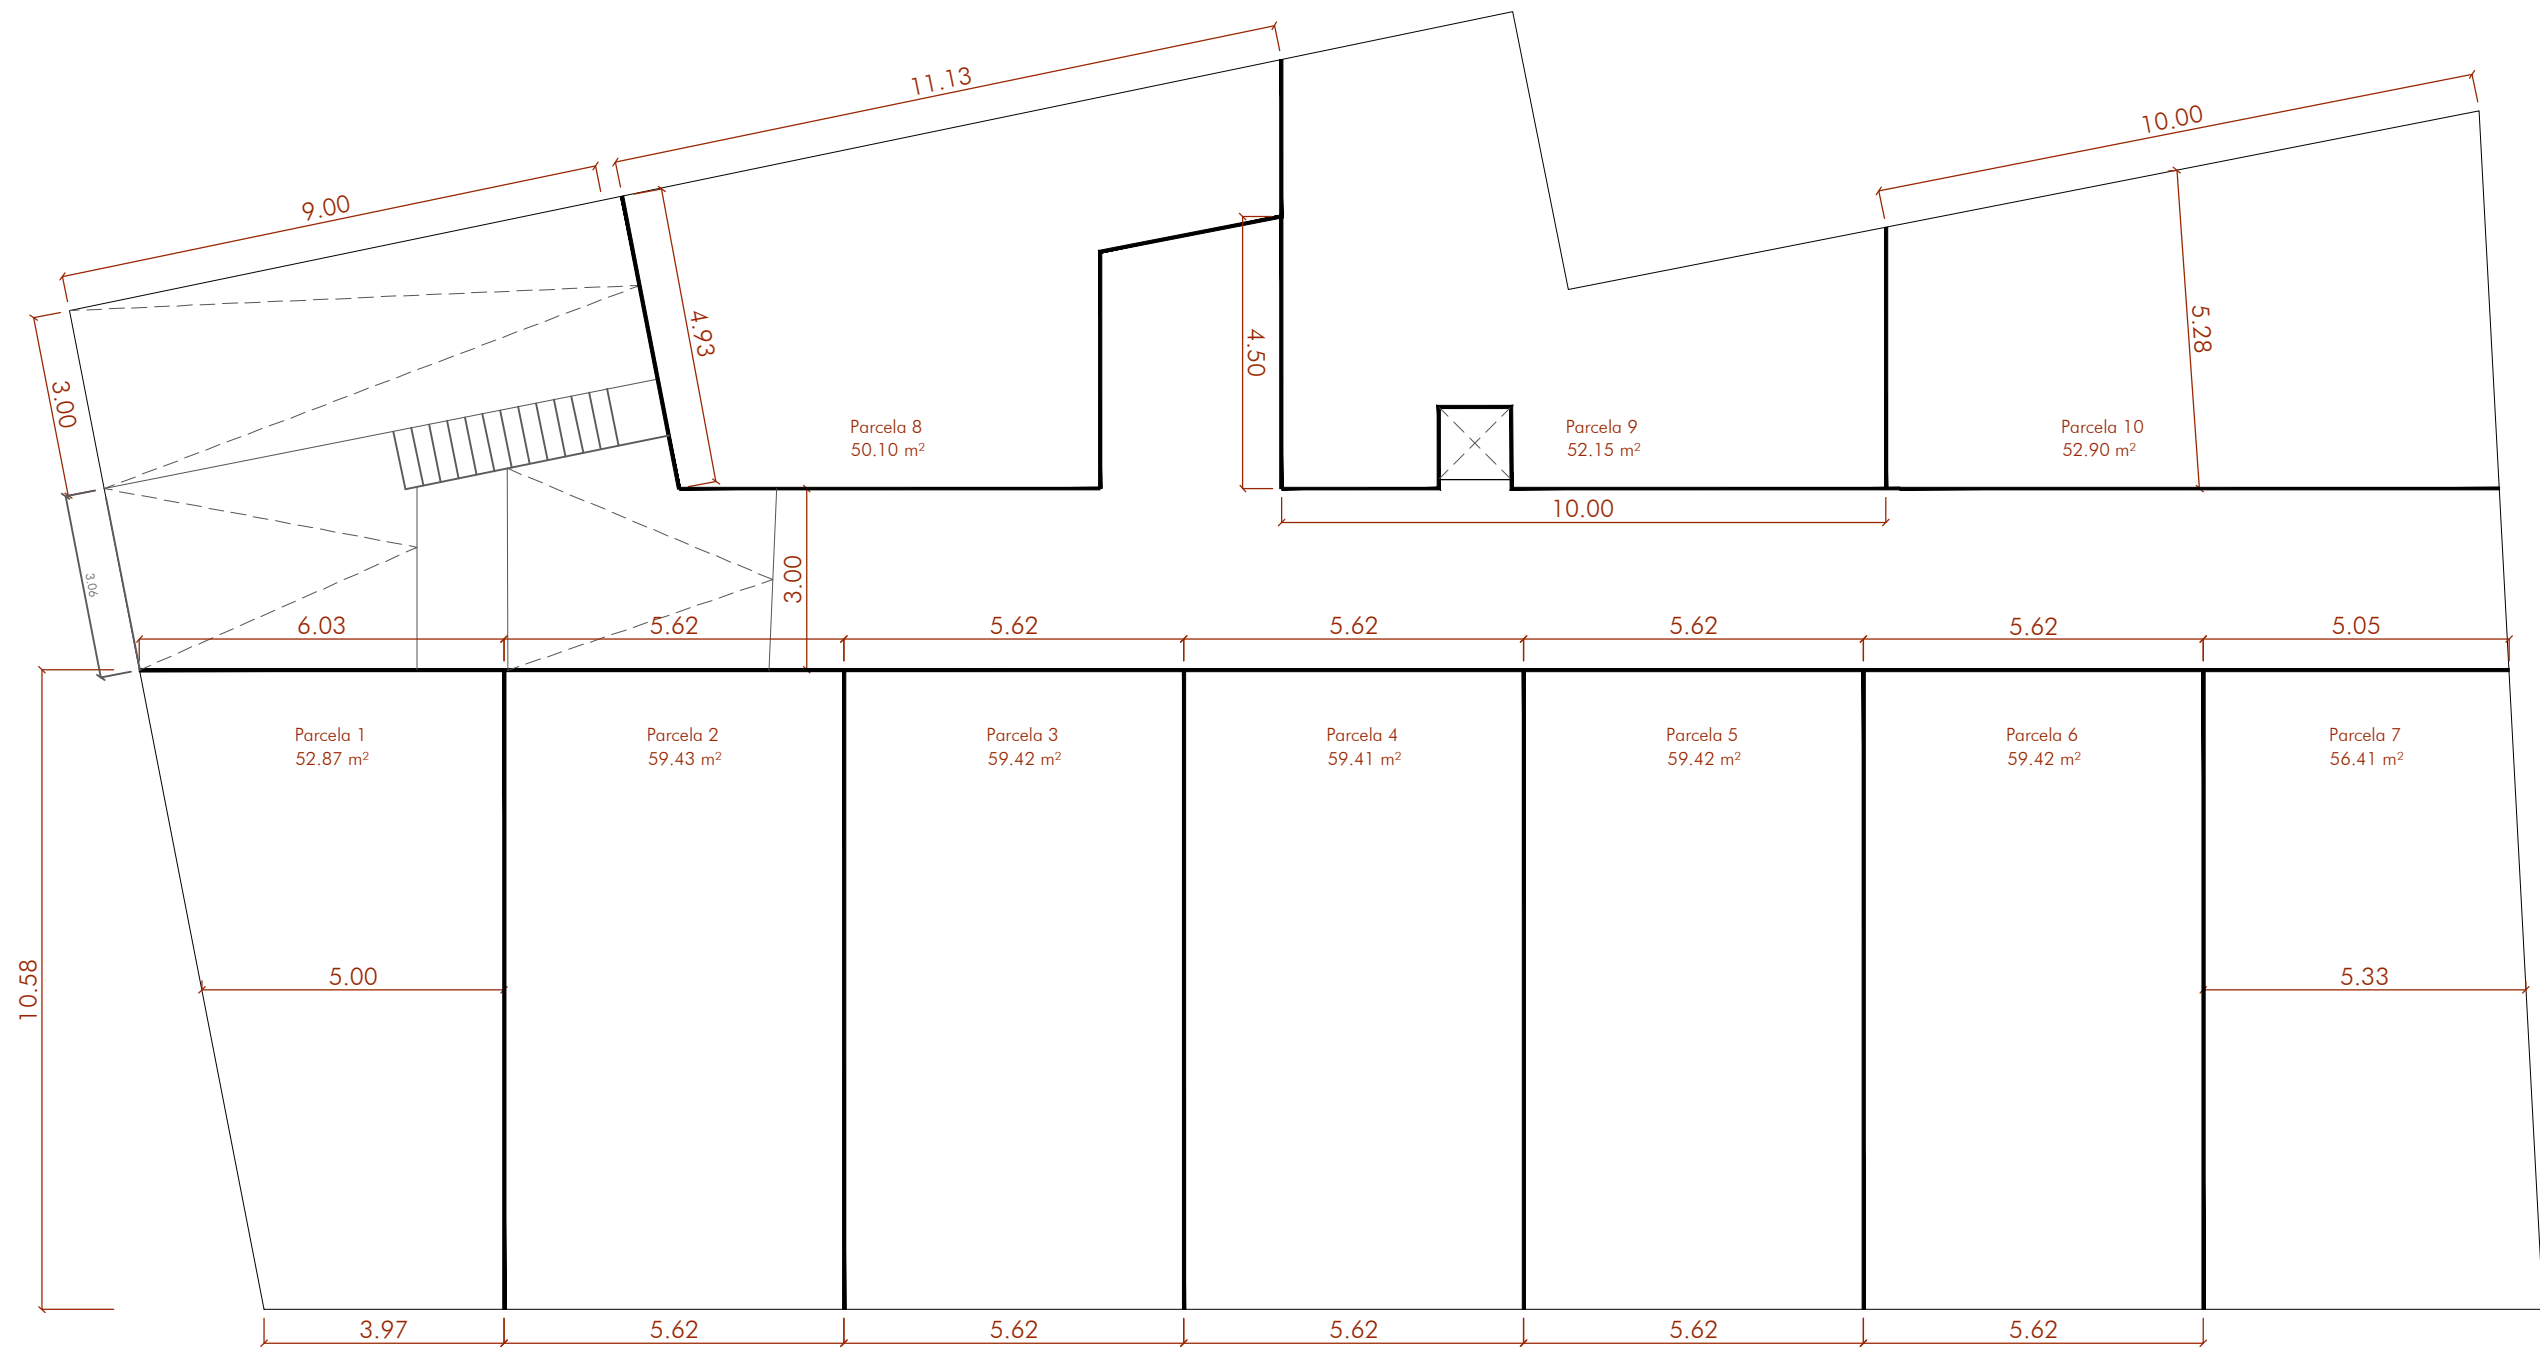 11.13
10.00
9.00
4.93
4.50
5.28
3.00
Parcela 8
50.10 m²
Parcela 9
52.15 m²
Parcela 10
52.90 m²
10.00
3.06
3.00
6.03
5.62
5.62
5.62
5.62
5.62
5.05
Parcela 1
52.87 m²
Parcela 2
59.43 m²
Parcela 3
59.42 m²
Parcela 4
59.41 m²
Parcela 5
59.42 m²
Parcela 6
59.42 m²
Parcela 7
56.41 m²
10.58
5.00
5.33
3.97
5.62
5.62
5.62
5.62
5.62